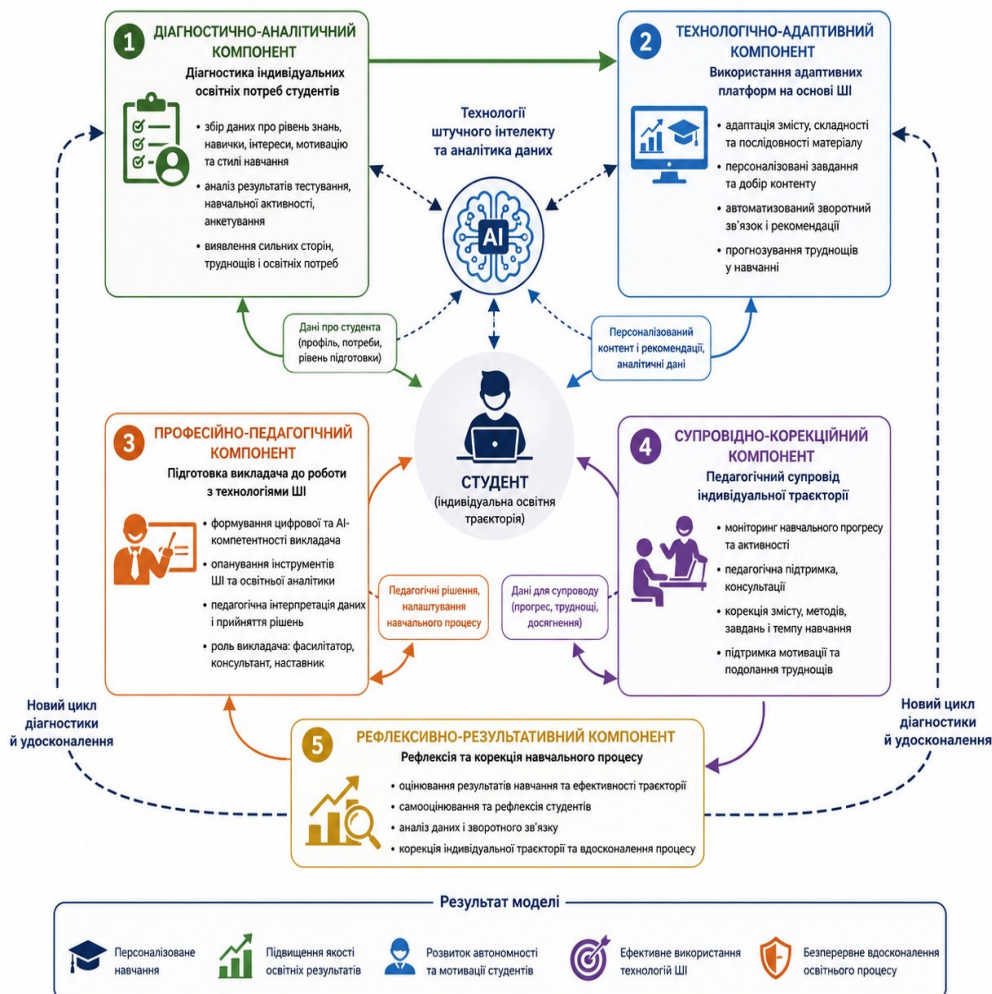 1
ДІАГНОСТИЧНО-АНАЛІТИЧНИЙ
КОМПОНЕНТ
Діагностика індивідуальних
освітніх потреб студентів
• збір даних про рівень знань,
навички, інтереси, мотивацію
та стилі навчання
• аналіз результатів тестування,
навчальної активності,
анкетування
• виявлення сильних сторін,
труднощів і освітніх потреб
Технології
штучного інтелекту
та аналітика даних
AI
2
ТЕХНОЛОГІЧНО-АДАПТИВНИЙ
КОМПОНЕНТ
Використання адаптивних
платформ на основі ШІ
• адаптація змісту, складності
та послідовності матеріалу
• персоналізовані завдання
та добір контенту
• автоматизований зворотний
зв'язок і рекомендації
• прогнозування труднощів
у навчанні
Дані про студента
(профіль, потреби,
рівень підготовки)
Персоналізований
контент і рекомендації,
аналітичні дані
СТУДЕНТ
(індивідуальна освітня
траєкторія)
3
ПРОФЕСІЙНО-ПЕДАГОГІЧНИЙ
КОМПОНЕНТ
Підготовка викладача до роботи
з технологіями ШІ
• формування цифрової та AI-
компетентності викладача
• опанування інструментів
ШІ та освітньої аналітики
• педагогічна інтерпретація даних
і прийняття рішень
• роль викладача: фасилітатор,
консультант, наставник
Педагогічні рішення,
налаштування
навчального процесу
Дані для супроводу
(прогрес, труднощі,
досягнення)
4
СУПРОВІДНО-КОРЕКЦІЙНИЙ
КОМПОНЕНТ
Педагогічний супровід
індивідуальної траєкторії
• моніторинг навчального прогресу
та активності
• педагогічна підтримка,
консультації
• корекція змісту, методів,
завдань і темпу навчання
• підтримка мотивації та
подолання труднощів
Новий цикл
діагностики
й удосконалення
Новий цикл
діагностики
й удосконалення
5
РЕФЛЕКСИВНО-РЕЗУЛЬТАТИВНИЙ КОМПОНЕНТ
Рефлексія та корекція навчального процесу
• оцінювання результатів навчання та ефективності траєкторії
• самооцінювання та рефлексія студентів
• аналіз даних і зворотного зв'язку
• корекція індивідуальної траєкторії та вдосконалення процесу
Результат моделі
Персоналізоване
навчання
Підвищення якості
освітніх результатів
Розвиток автономності
та мотивації студентів
Ефективне використання
технологій ШІ
Безперервне вдосконалення
освітнього процесу